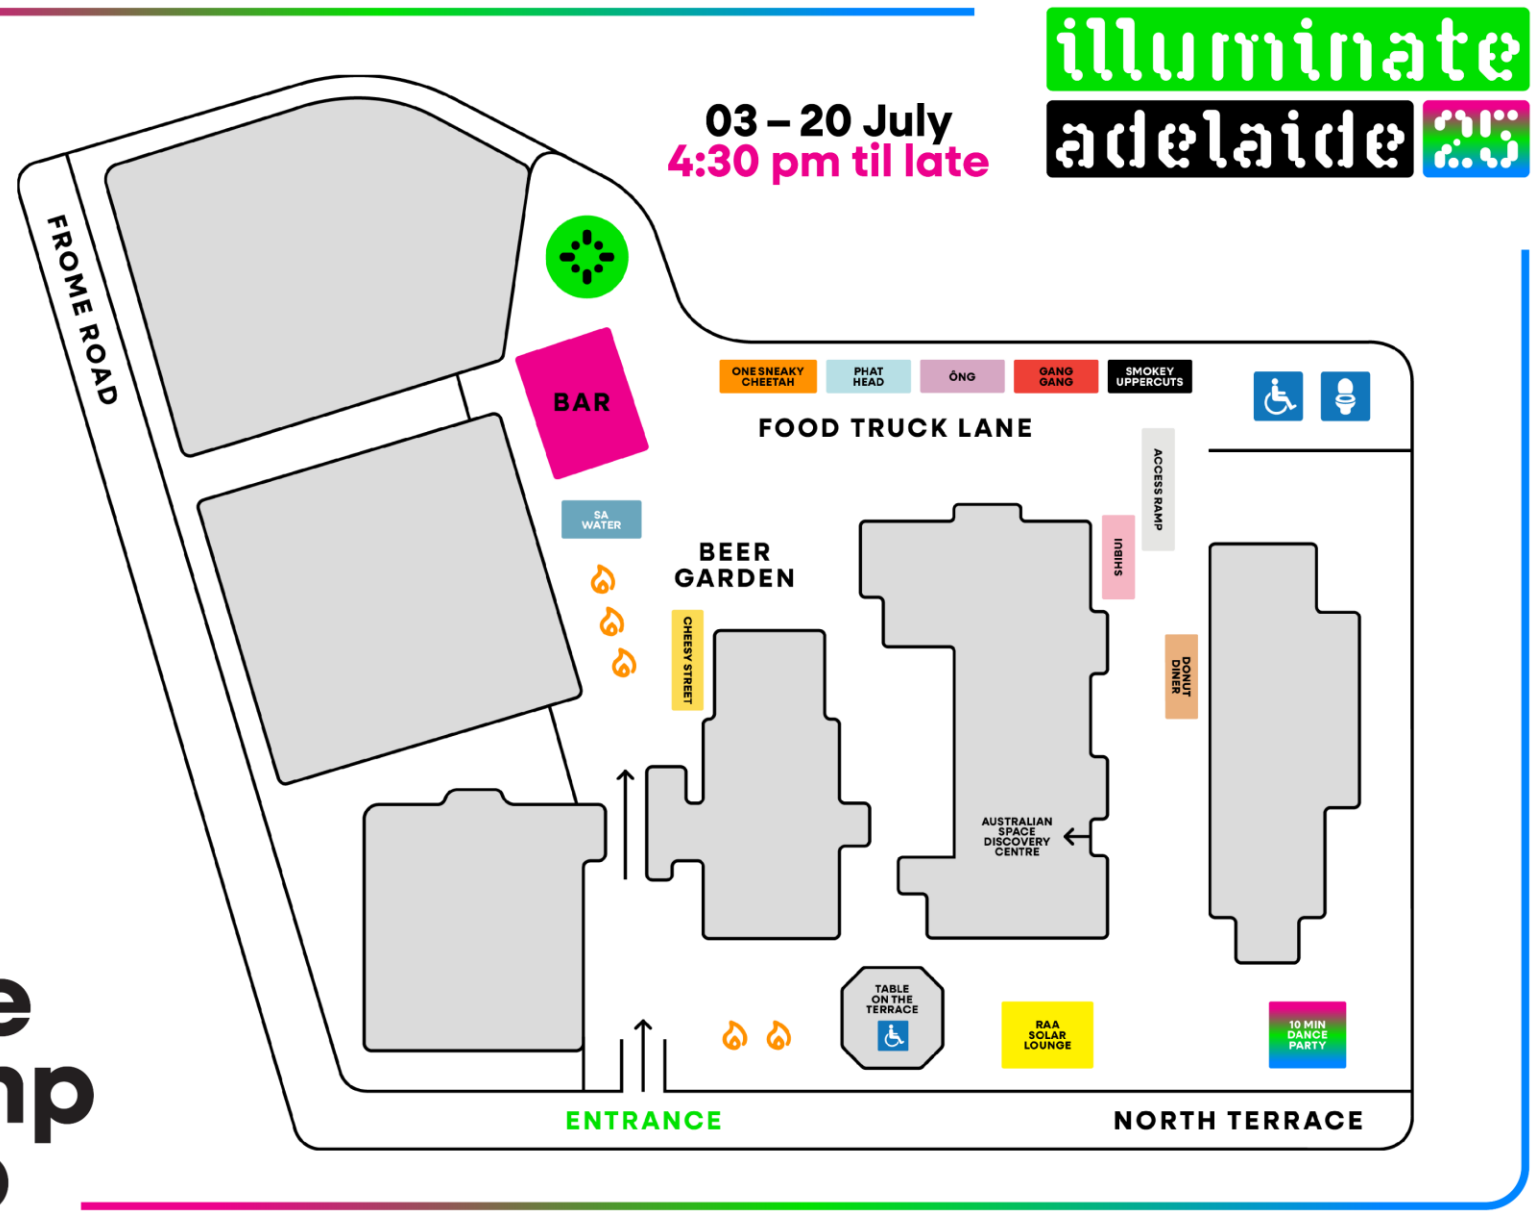 illuminate
adelaide 25
03 – 20 July
4:30 pm til late
FROME ROAD
BAR
ONE SNEAKY
CHEETAH
PHAT
HEAD
ÔNG
GANG
GANG
SMOKEY
UPPERCUTS
FOOD TRUCK LANE
ACCESS RAMP
SA
WATER
BEER
GARDEN
SHIBUI
CHEESY STREET
DONUT
DINER
AUSTRALIAN
SPACE
DISCOVERY
CENTRE
TABLE
ON THE
TERRACE
RAA
SOLAR
LOUNGE
10 MIN
DANCE
PARTY
ENTRANCE
NORTH TERRACE